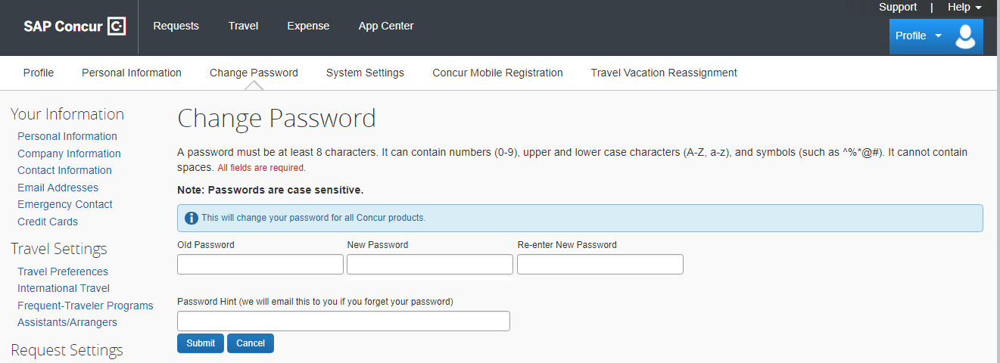 Support | Help
SAP Concur C Requests Travel Expense App Center
Profile
Profile Personal Information Change Password System Settings Concur Mobile Registration Travel Vacation Reassignment
Your Information
Personal Information
Company Information
Contact Information
Email Addresses
Emergency Contact
Credit Cards
Travel Settings
Travel Preferences
International Travel
Frequent-Traveler Programs
Assistants/Arrangers
Request Settings
Change Password
A password must be at least 8 characters. It can contain numbers (0-9), upper and lower case characters (A-Z, a-z), and symbols (such as ^%*@#). It cannot contain
spaces. All fields are required.
Note: Passwords are case sensitive.
i This will change your password for all Concur products.
Old Password New Password Re-enter New Password
Password Hint (we will email this to you if you forget your password)
Submit Cancel